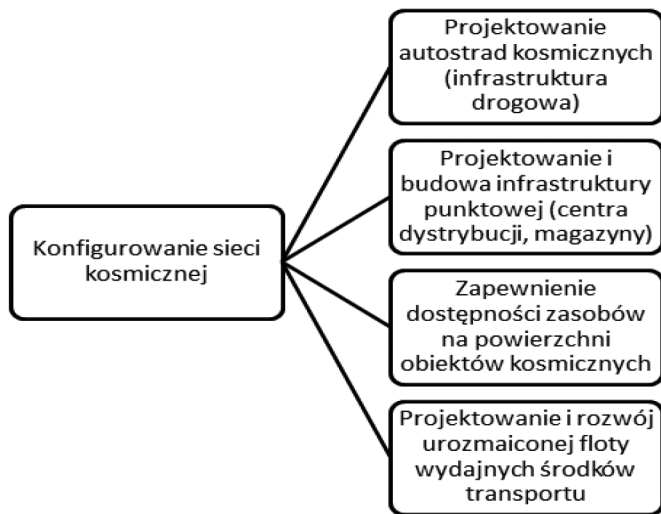 Projektowanie
autostrad kosmicznych
(infrastruktura
drogowa)
Projektowanie i
budowa infrastruktury
punktowej (centra
dystrybucji, magazyny)
Konfigurowanie sieci
kosmicznej
Zapewnienie
dostępności zasobów
na powierzchni
obiektów kosmicznych
Projektowanie i rozwój
urozmaiconej floty
wydajnych środków
transportu